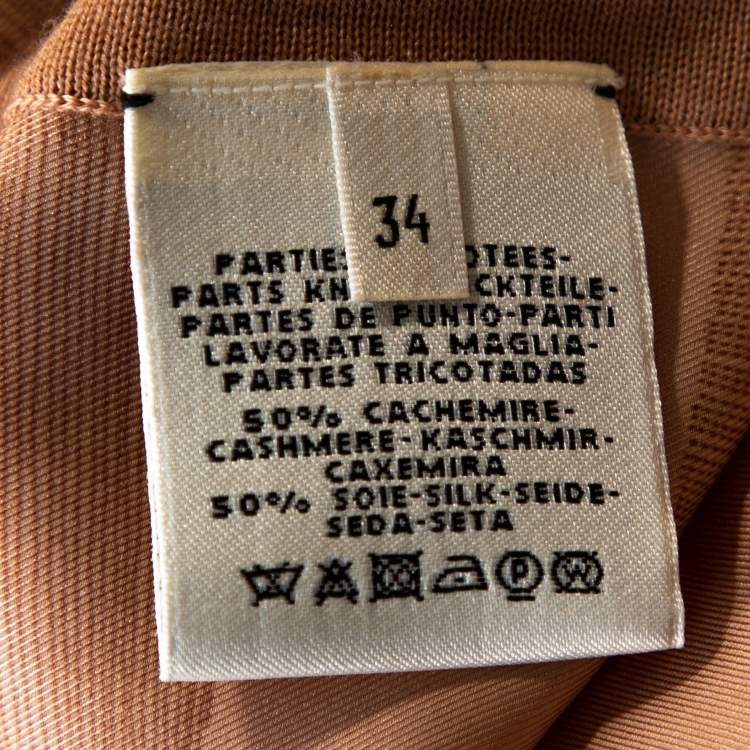 34
PARTIES
PARTS
PARTES DE PUNTO-PARTI
LAVORATE A MAGLIA-
PARTES TRICOTADAS
50% CACHEMIRE-
CASHMERE-KASCHMIR-
CAXEMIRA
50% SOIE-SILK-SEIDE-
SEDA-SETA
P W